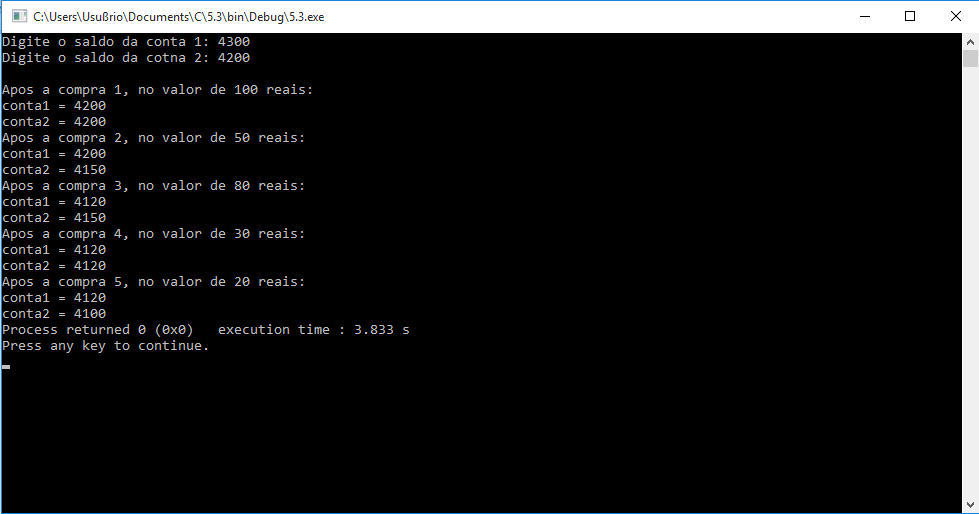 C:\Users\Usußrio\Documents\C\5.3\bin\Debug\5.3.exe
Digite o saldo da conta 1: 4300
Digite o saldo da cotna 2: 4200
Apos a compra 1, no valor de 100 reais:
conta1 = 4200
conta2 = 4200
Apos a compra 2, no valor de 50 reais:
conta1 = 4200
conta2 = 4150
Apos a compra 3, no valor de 80 reais:
conta1 = 4120
conta2 = 4150
Apos a compra 4, no valor de 30 reais:
conta1 = 4120
conta2 = 4120
Apos a compra 5, no valor de 20 reais:
conta1 = 4120
conta2 = 4100
Process returned 0 (0x0)   execution time : 3.833 s
Press any key to continue.